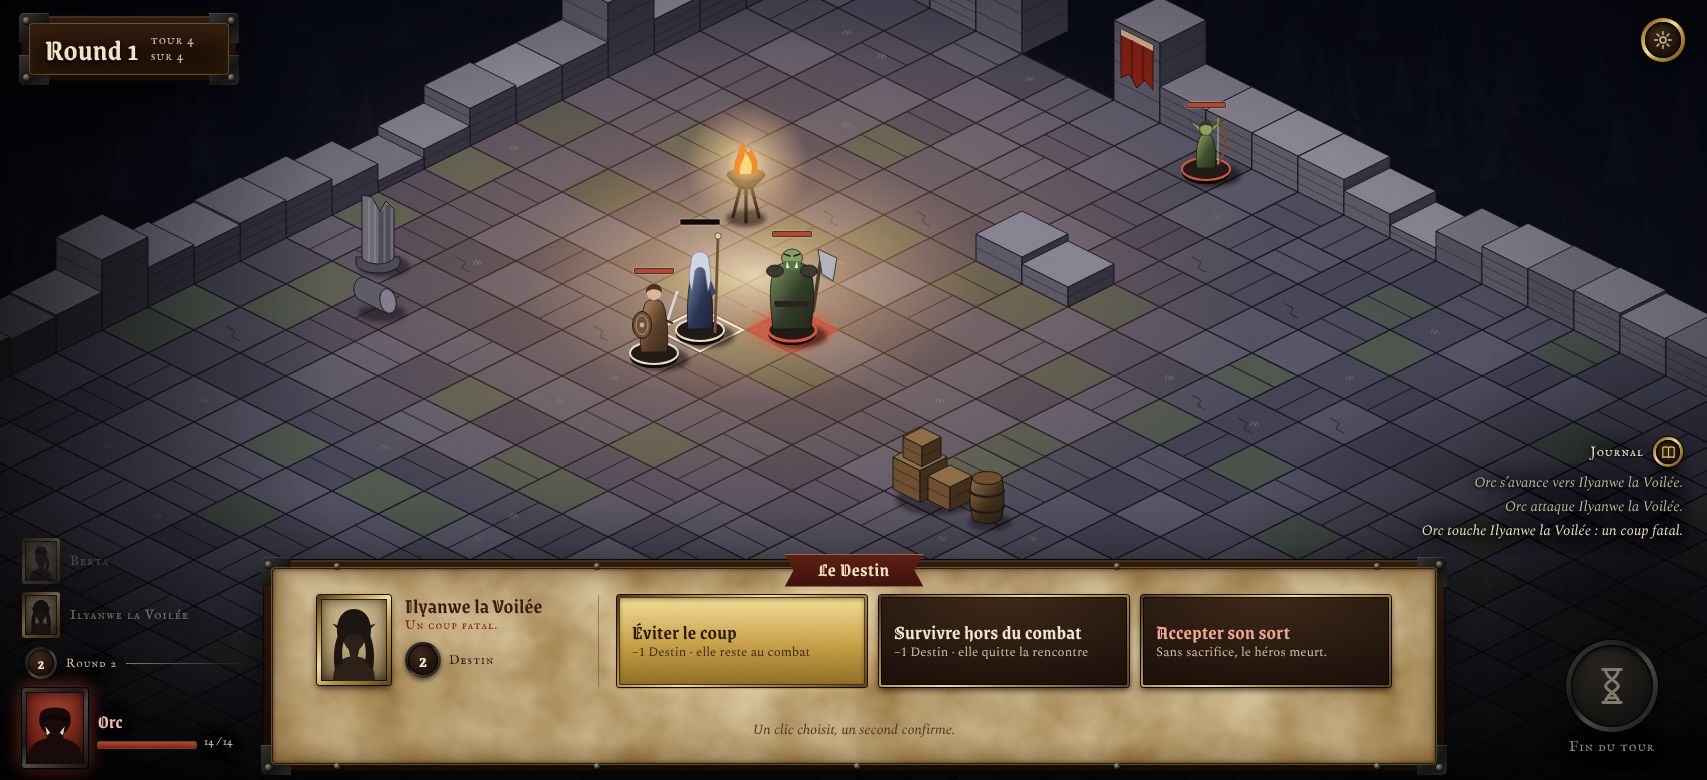 Round 1
TOUR 4
SUR 4
Journal
Orc s'avance vers Ilyanwe la Voilée.
Orc attaque Ilyanwe la Voilée.
Orc touche Ilyanwe la Voilée : un coup fatal.
Berta
Ilyanwe la Voilée
2 Round 2
Orc
14/14
Le Destin
Ilyanwe la Voilée
Un coup fatal.
2 Destin
Éviter le coup
−1 Destin · elle reste au combat
Survivre hors du combat
−1 Destin · elle quitte la rencontre
Accepter son sort
Sans sacrifice, le héros meurt.
Un clic choisit, un second confirme.
Fin du tour